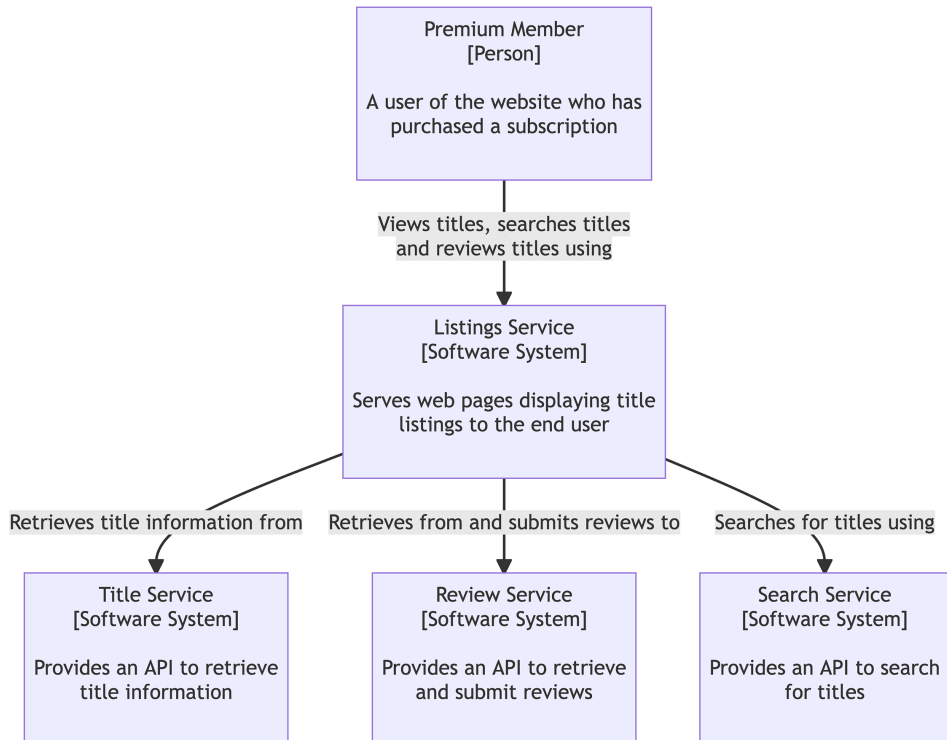 Premium Member
[Person]
A user of the website who has
purchased a subscription
Views titles, searches titles
and reviews titles using
Listings Service
[Software System]
Serves web pages displaying title
listings to the end user
Retrieves title information from
Retrieves from and submits reviews to
Searches for titles using
Title Service
[Software System]
Provides an API to retrieve
title information
Review Service
[Software System]
Provides an API to retrieve
and submit reviews
Search Service
[Software System]
Provides an API to search
for titles